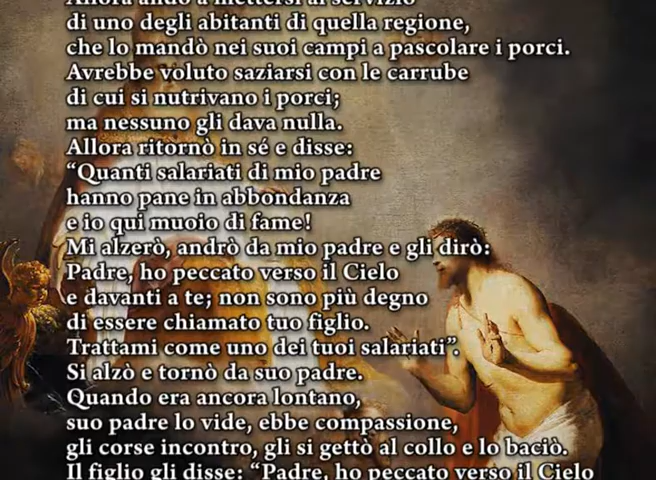 Allora andò a mettersi al servizio
di uno degli abitanti di quella regione,
che lo mandò nei suoi campi a pascolare i porci.
Avrebbe voluto saziarsi con le carrube
di cui si nutrivano i porci;
ma nessuno gli dava nulla.
Allora ritornò in sé e disse:
“Quanti salariati di mio padre
hanno pane in abbondanza
e io qui muoio di fame!
Mi alzerò, andrò da mio padre e gli dirò:
Padre, ho peccato verso il Cielo
e davanti a te; non sono più degno
di essere chiamato tuo figlio.
Trattami come uno dei tuoi salariati”.
Si alzò e tornò da suo padre.
Quando era ancora lontano,
suo padre lo vide, ebbe compassione,
gli corse incontro, gli si gettò al collo e lo baciò.
Il figlio gli disse: “Padre, ho peccato verso il Cielo